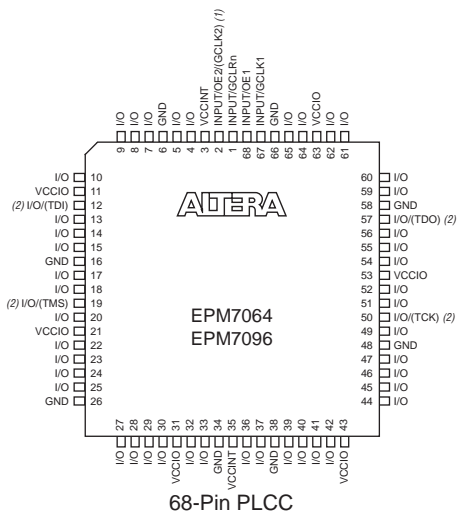 I/O 9
I/O 8
I/O 7
GND 6
I/O 5
I/O 4
VCCINT 3
INPUT/OE2/(GCLK2) (1) 2
INPUT/GCLRn 1
INPUT/OE1 68
INPUT/GCLK1 67
GND 66
I/O 65
I/O 64
VCCIO 63
I/O 62
I/O 61
I/O 10
VCCIO 11
(2) I/O/(TDI) 12
I/O 13
I/O 14
I/O 15
GND 16
I/O 17
I/O 18
(2) I/O/(TMS) 19
I/O 20
VCCIO 21
I/O 22
I/O 23
I/O 24
I/O 25
GND 26
ALTERA
EPM7064
EPM7096
60 I/O
59 I/O
58 GND
57 I/O/(TDO) (2)
56 I/O
55 I/O
54 I/O
53 VCCIO
52 I/O
51 I/O
50 I/O/(TCK) (2)
49 I/O
48 GND
47 I/O
46 I/O
45 I/O
44 I/O
27 I/O
28 I/O
29 I/O
30 I/O
31 VCCIO
32 I/O
33 I/O
34 GND
35 VCCINT
36 I/O
37 I/O
38 GND
39 I/O
40 I/O
41 I/O
42 I/O
43 VCCIO
68-Pin PLCC